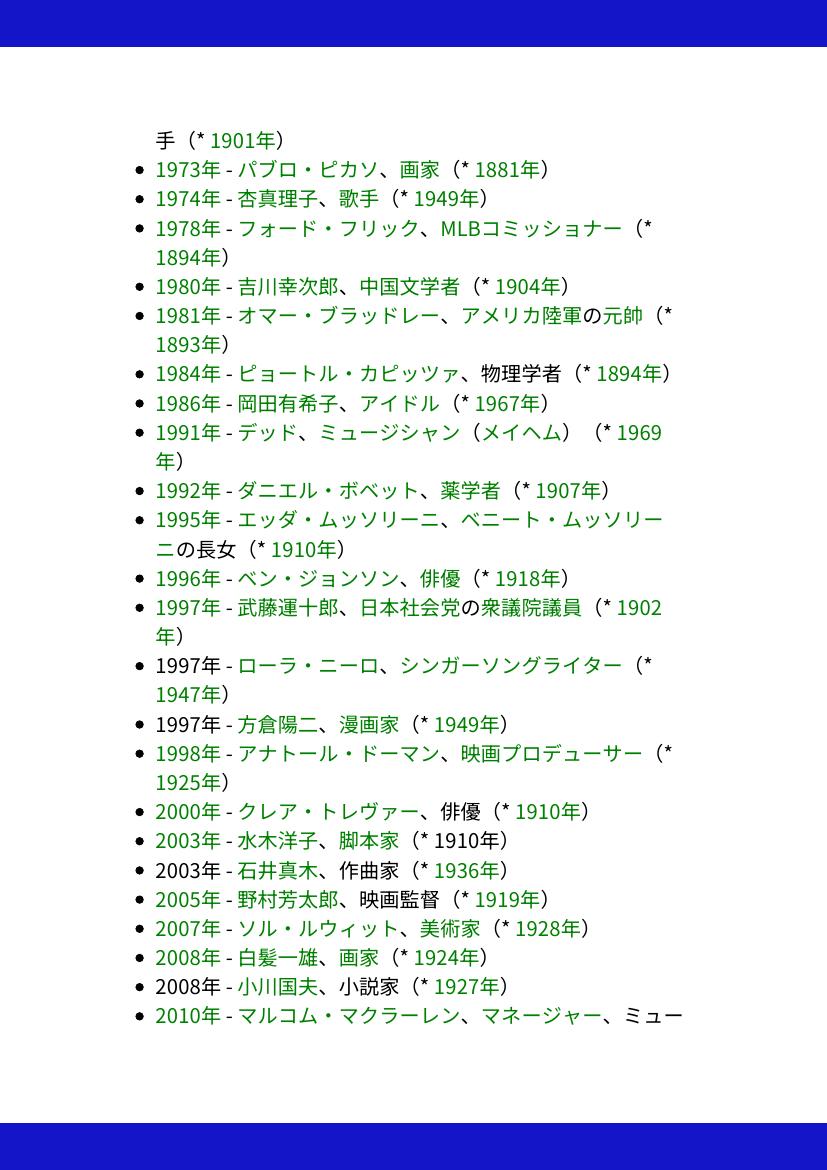 手（* 1901年）
1973年 - パブロ・ピカソ、画家（* 1881年）
1974年 - 杏真理子、歌手（* 1949年）
1978年 - フォード・フリック、MLBコミッショナー（*
1894年）
1980年 - 吉川幸次郎、中国文学者（* 1904年）
1981年 - オマー・ブラッドレー、アメリカ陸軍の元帥（*
1893年）
1984年 - ピョートル・カピッツァ、物理学者（* 1894年）
1986年 - 岡田有希子、アイドル（* 1967年）
1991年 - デッド、ミュージシャン（メイヘム）（* 1969
年）
1992年 - ダニエル・ボベット、薬学者（* 1907年）
1995年 - エッダ・ムッソリーニ、ベニート・ムッソリー
ニの長女（* 1910年）
1996年 - ベン・ジョンソン、俳優（* 1918年）
1997年 - 武藤運十郎、日本社会党の衆議院議員（* 1902
年）
1997年 - ローラ・ニーロ、シンガーソングライター（*
1947年）
1997年 - 方倉陽二、漫画家（* 1949年）
1998年 - アナトール・ドーマン、映画プロデューサー（*
1925年）
2000年 - クレア・トレヴァー、俳優（* 1910年）
2003年 - 水木洋子、脚本家（* 1910年）
2003年 - 石井真木、作曲家（* 1936年）
2005年 - 野村芳太郎、映画監督（* 1919年）
2007年 - ソル・ルウィット、美術家（* 1928年）
2008年 - 白髪一雄、画家（* 1924年）
2008年 - 小川国夫、小説家（* 1927年）
2010年 - マルコム・マクラーレン、マネージャー、ミュー